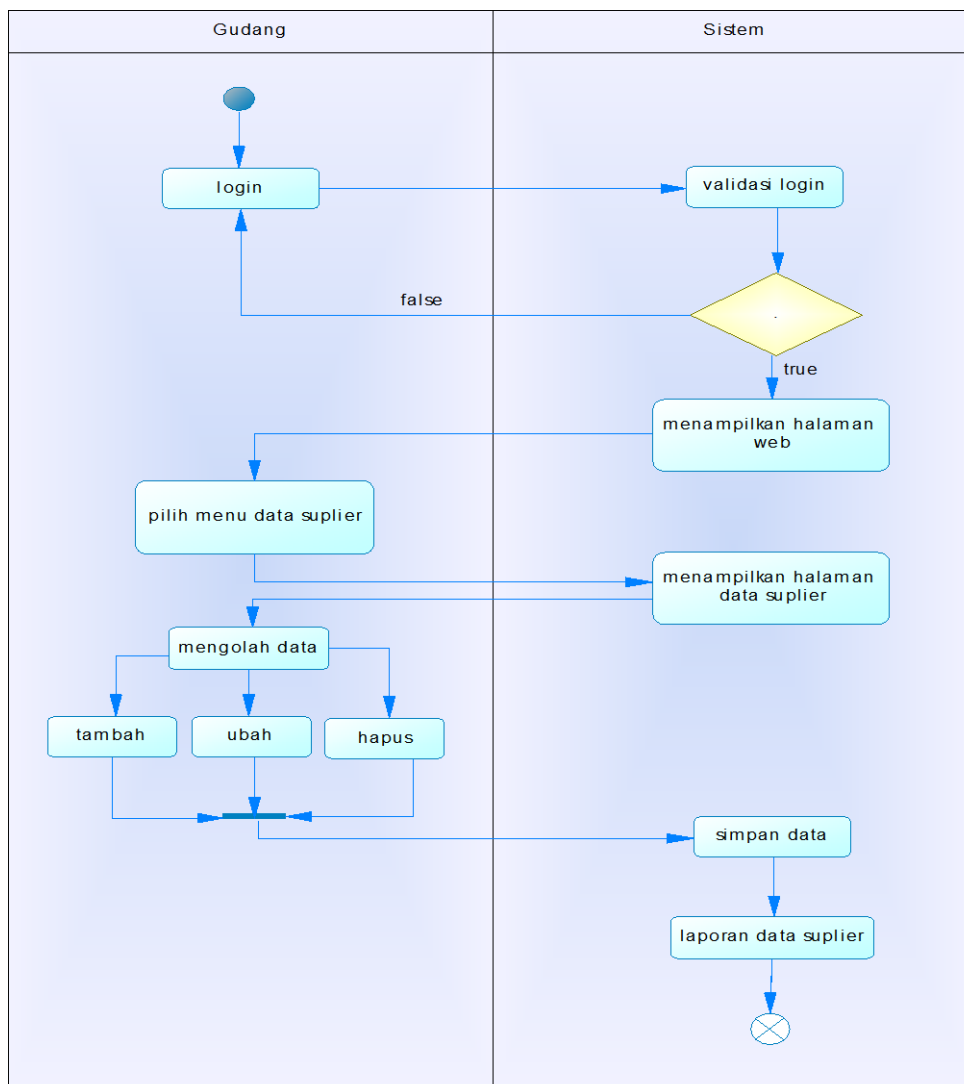 Gudang
Sistem
login
validasi login
false
.
true
menampilkan halaman
web
pilih menu data suplier
menampilkan halaman
data suplier
mengolah data
tambah
ubah
hapus
simpan data
laporan data suplier